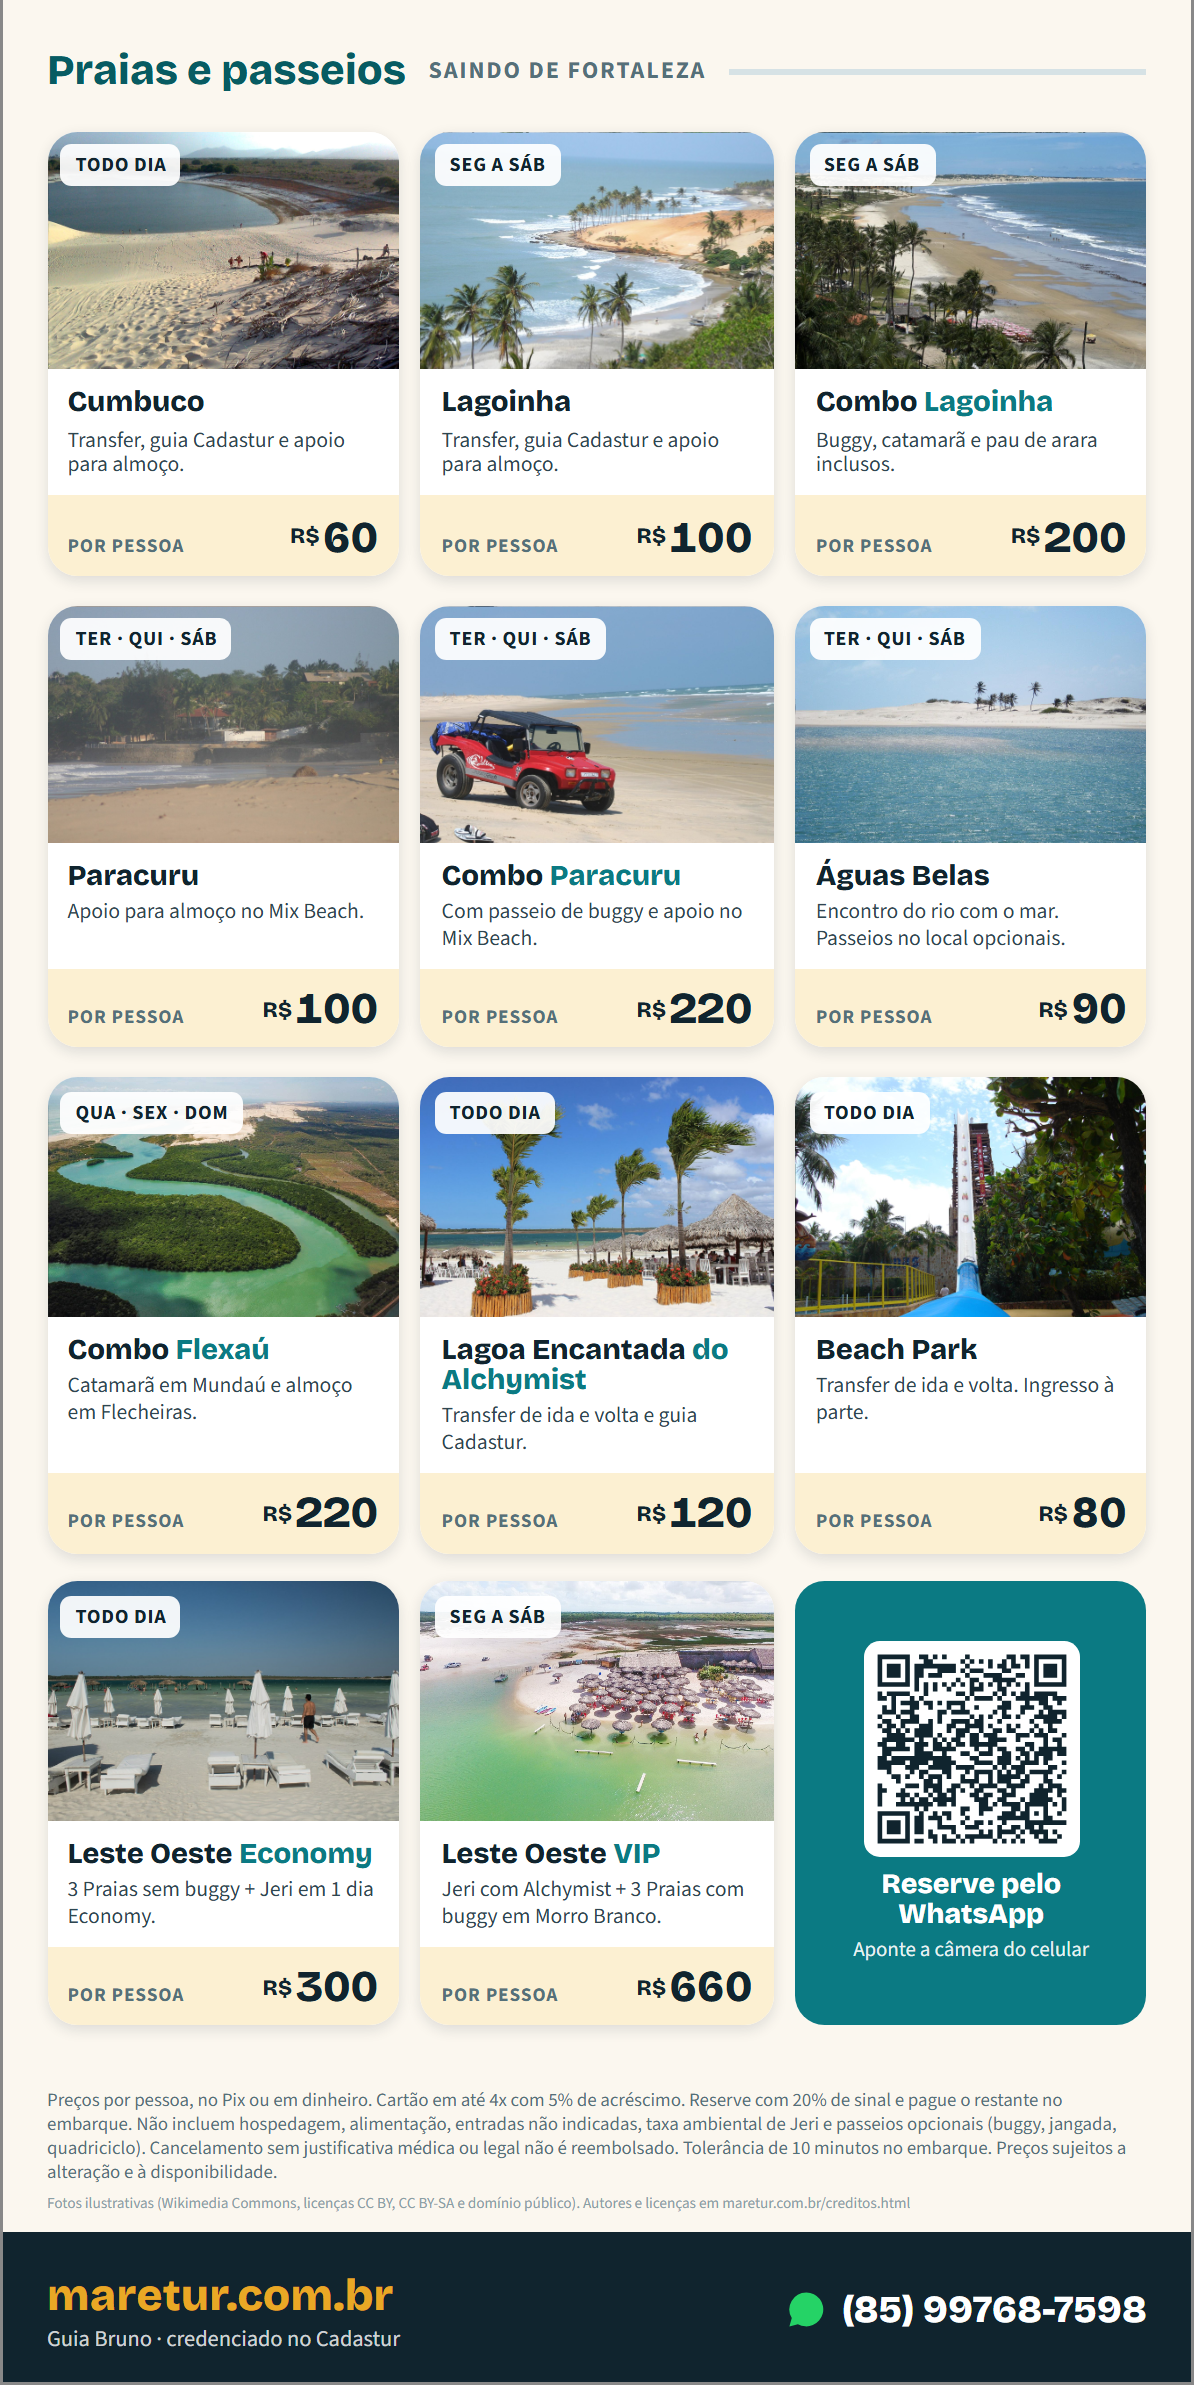 Praias e passeios SAINDO DE FORTALEZA
TODO DIA
Cumbuco
Transfer, guia Cadastur e apoio
para almoço.
POR PESSOA R$ 60
SEG A SÁB
Lagoinha
Transfer, guia Cadastur e apoio
para almoço.
POR PESSOA R$ 100
SEG A SÁB
Combo Lagoinha
Buggy, catamarã e pau de arara
inclusos.
POR PESSOA R$ 200
TER · QUI · SÁB
Paracuru
Apoio para almoço no Mix Beach.
POR PESSOA R$ 100
TER · QUI · SÁB
Combo Paracuru
Com passeio de buggy e apoio no
Mix Beach.
POR PESSOA R$ 220
TER · QUI · SÁB
Águas Belas
Encontro do rio com o mar.
Passeios no local opcionais.
POR PESSOA R$ 90
QUA · SEX · DOM
Combo Flexaú
Catamarã em Mundaú e almoço
em Flecheiras.
POR PESSOA R$ 220
TODO DIA
Lagoa Encantada do
Alchymist
Transfer de ida e volta e guia
Cadastur.
POR PESSOA R$ 120
TODO DIA
Beach Park
Transfer de ida e volta. Ingresso à
parte.
POR PESSOA R$ 80
TODO DIA
Leste Oeste Economy
3 Praias sem buggy + Jeri em 1 dia
Economy.
POR PESSOA R$ 300
SEG A SÁB
Leste Oeste VIP
Jeri com Alchymist + 3 Praias com
buggy em Morro Branco.
POR PESSOA R$ 660
Reserve pelo
WhatsApp
Aponte a câmera do celular
Preços por pessoa, no Pix ou em dinheiro. Cartão em até 4x com 5% de acréscimo. Reserve com 20% de sinal e pague o restante no
embarque. Não incluem hospedagem, alimentação, entradas não indicadas, taxa ambiental de Jeri e passeios opcionais (buggy, jangada,
quadriciclo). Cancelamento sem justificativa médica ou legal não é reembolsado. Tolerância de 10 minutos no embarque. Preços sujeitos a
alteração e à disponibilidade.
Fotos ilustrativas (Wikimedia Commons, licenças CC BY, CC BY-SA e domínio público). Autores e licenças em maretur.com.br/creditos.html
maretur.com.br
Guia Bruno · credenciado no Cadastur
(85) 99768-7598